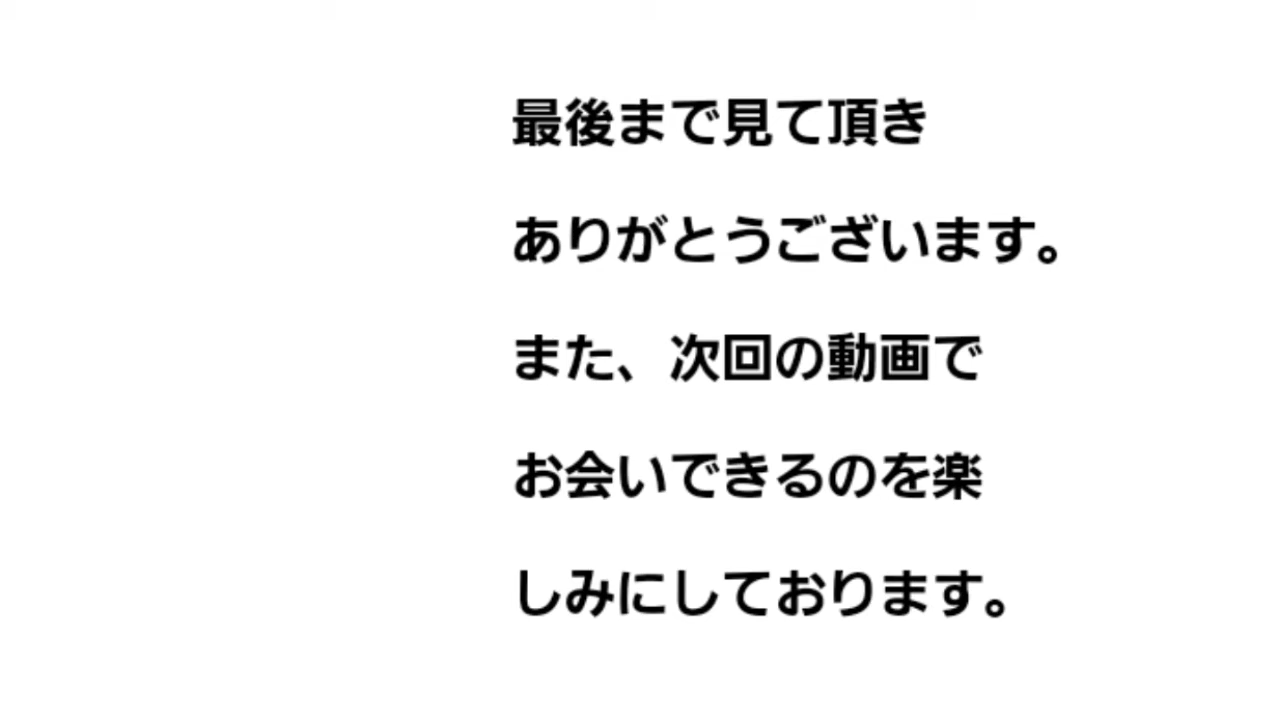 最後まで見て頂き
ありがとうございます。
また、次回の動画で
お会いできるのを楽
しみにしております。